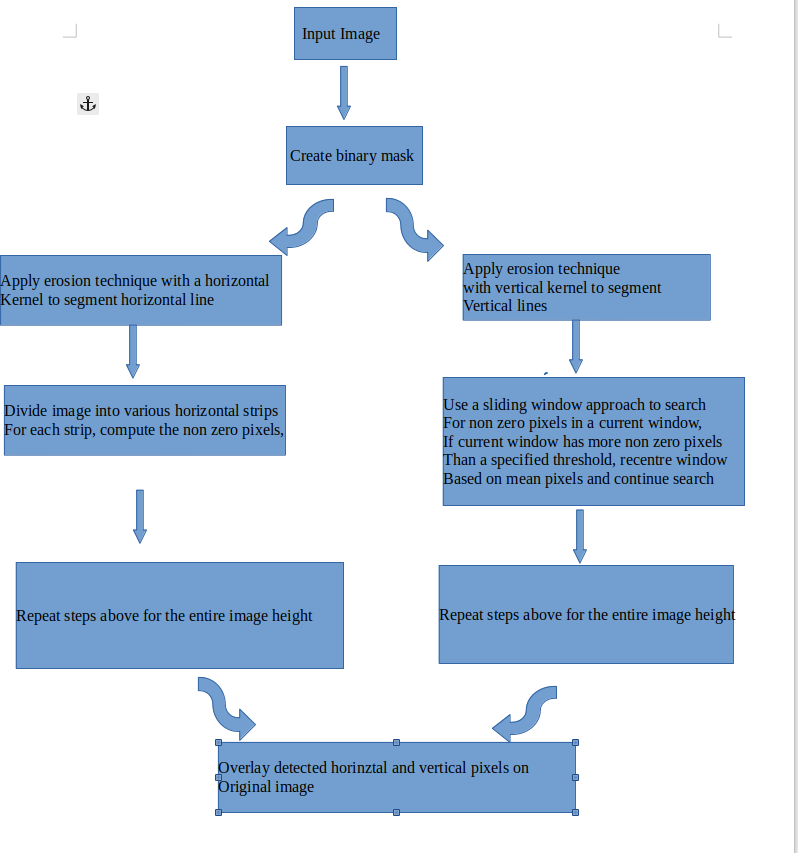 Input Image
Create binary mask
Apply erosion technique with a horizontal
Kernel to segment horizontal line
Apply erosion technique
with vertical kernel to segment
Vertical lines
Divide image into various horizontal strips
For each strip, compute the non zero pixels,
Use a sliding window approach to search
For non zero pixels in a current window,
If current window has more non zero pixels
Than a specified threshold, recentre window
Based on mean pixels and continue search
Repeat steps above for the entire image height
Repeat steps above for the entire image height
Overlay detected horinztal and vertical pixels on
Original image